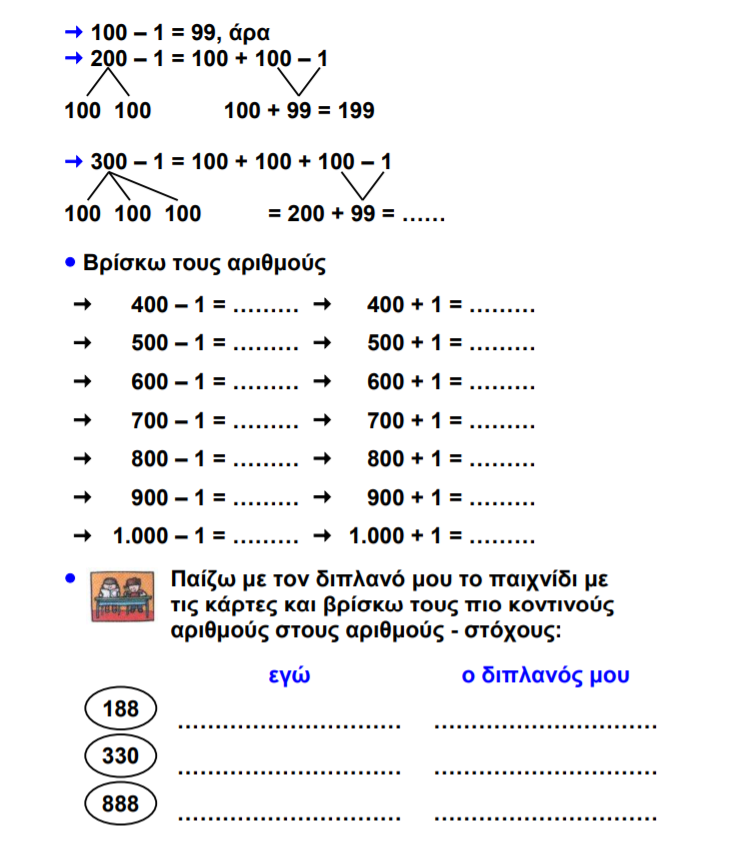 → 100 – 1 = 99, άρα
→ 200 – 1 = 100 + 100 – 1
100 100 100 + 99 = 199
→ 300 – 1 = 100 + 100 + 100 – 1
100 100 100 = 200 + 99 = ……
• Βρίσκω τους αριθμούς
→ 400 – 1 = ……… → 400 + 1 = ………
→ 500 – 1 = ……… → 500 + 1 = ………
→ 600 – 1 = ……… → 600 + 1 = ………
→ 700 – 1 = ……… → 700 + 1 = ………
→ 800 – 1 = ……… → 800 + 1 = ………
→ 900 – 1 = ……… → 900 + 1 = ………
→ 1.000 – 1 = ……… → 1.000 + 1 = ………
• Παίζω με τον διπλανό μου το παιχνίδι με
τις κάρτες και βρίσκω τους πιο κοντινούς
αριθμούς στους αριθμούς - στόχους:
εγώ ο διπλανός μου
188 ………………………… …………………………
330 ………………………… …………………………
888 ………………………… …………………………